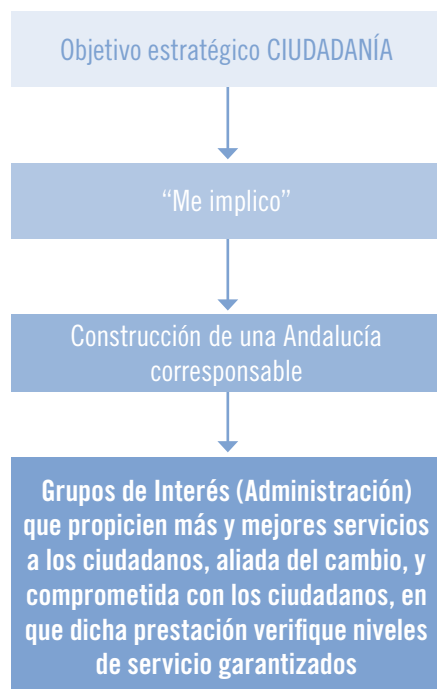 Objetivo estratégico CIUDADANÍA
“Me implico”
Construcción de una Andalucía
corresponsable
Grupos de Interés (Administración)
que propicien más y mejores servicios
a los ciudadanos, aliada del cambio, y
comprometida con los ciudadanos, en
que dicha prestación verifique niveles
de servicio garantizados